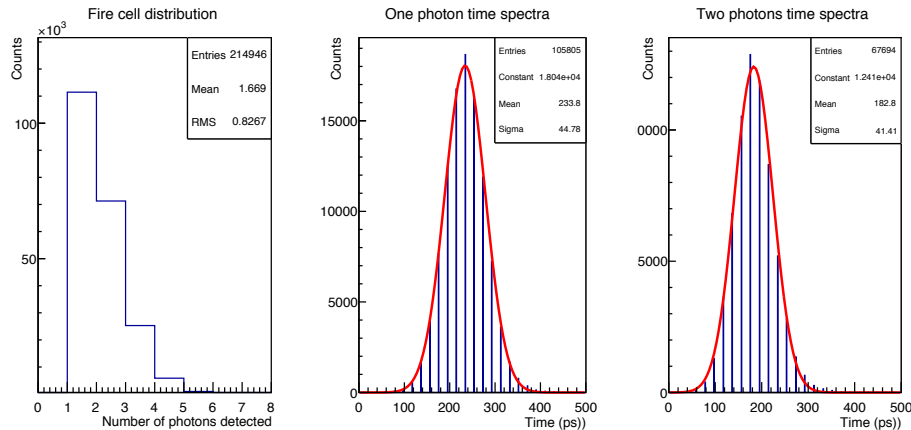 Fire cell distribution
×10³
Counts
Entries 214946
Mean 1.669
RMS 0.8267
100
50
0 1 2 3 4 5 6 7 8
Number of photons detected
One photon time spectra
Counts
Entries 105805
Constant 1.804e+04
Mean 233.8
Sigma 44.78
15000
10000
5000
0
0 100 200 300 400 500
Time (ps))
Two photons time spectra
Counts
Entries 67694
Constant 1.241e+04
Mean 182.8
Sigma 41.41
0000
5000
0
0 100 200 300 400 500
Time (ps))